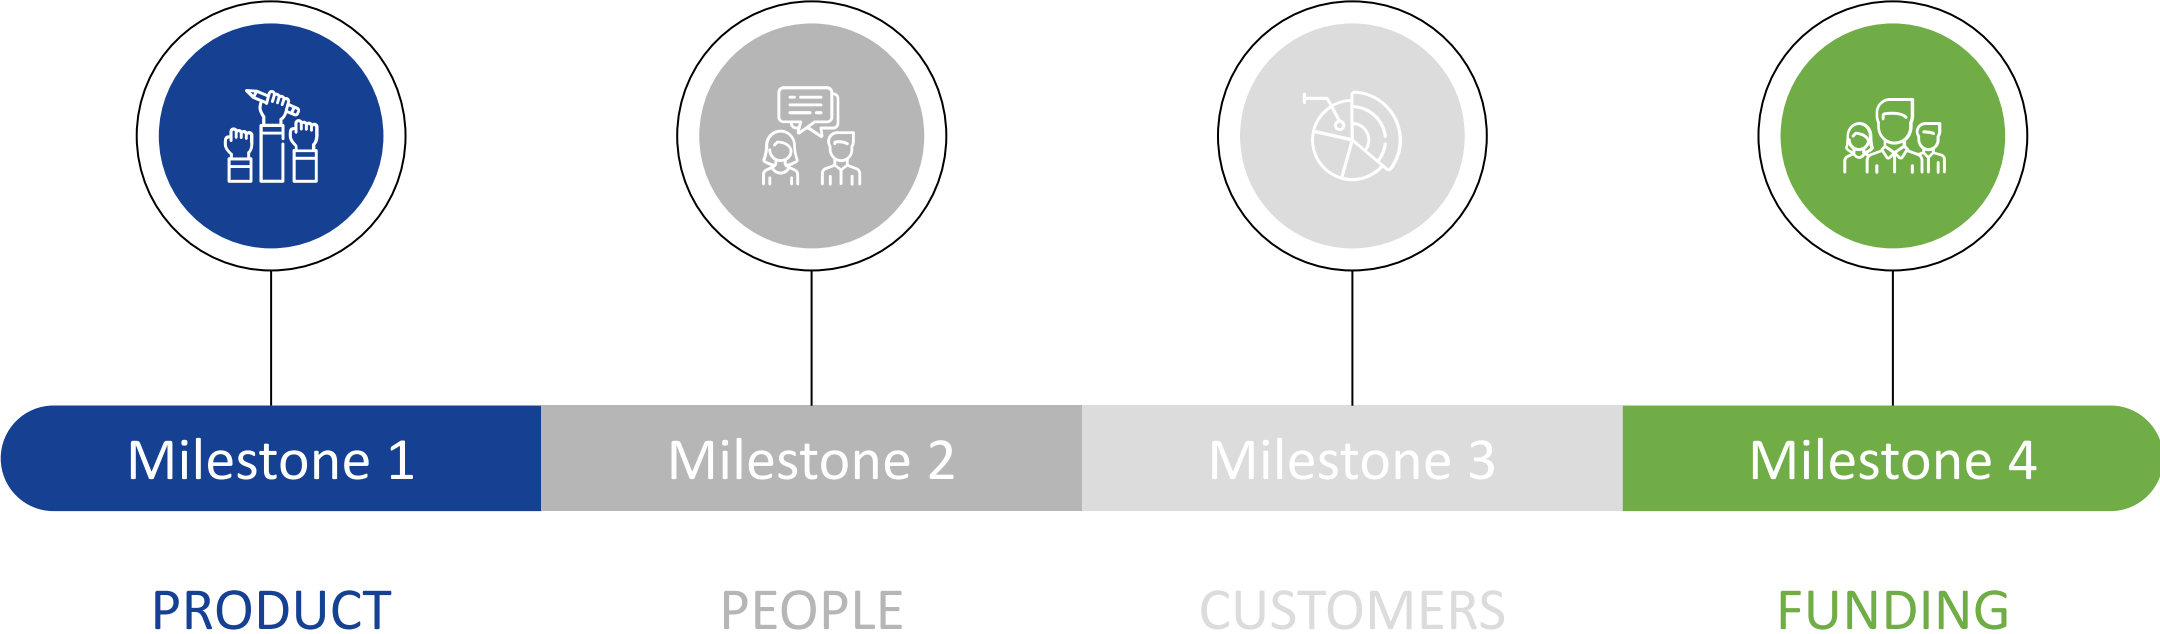 Milestone 1
Milestone 2
Milestone 3
Milestone 4
PRODUCT
PEOPLE
CUSTOMERS
FUNDING